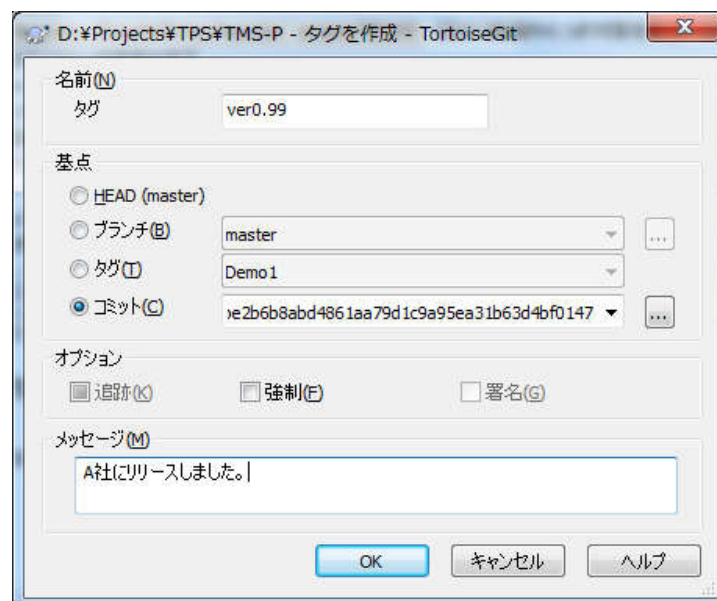 D:¥Projects¥TPS¥TMS-P - タグを作成 - TortoiseGit
名前(N)
タグ ver0.99
基点
HEAD (master)
ブランチ(B) master ...
タグ(T) Demo1
コミット(C) be2b6b8abd4861aa79d1c9a95ea31b63d4bf0147 ...
オプション
追跡(K) 強制(F) 署名(G)
メッセージ(M)
A社にリリースしました。
OK キャンセル ヘルプ